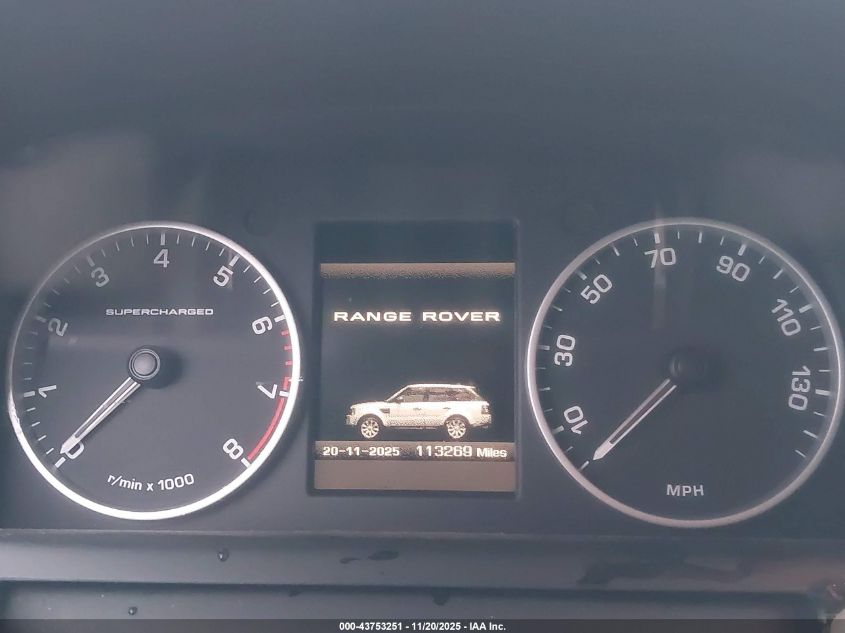 SUPERCHARGED
0 1 2 3 4 5 6 7 8
r/min x 1000
RANGE ROVER
20-11-2025 113269 Miles
10 30 50 70 90 110 130
MPH
000-43753251 - 11/20/2025 - IAA Inc.